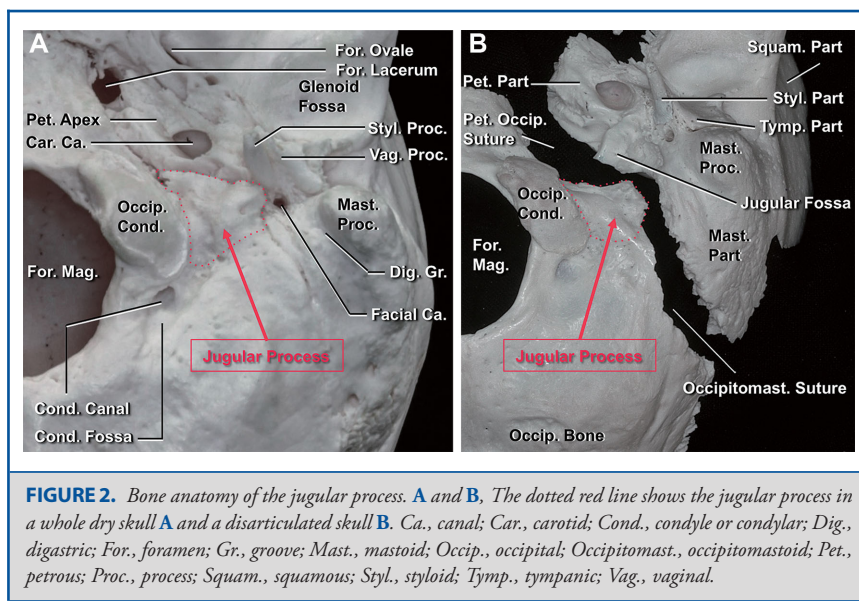 A
For. Ovale
For. Lacerum
Glenoid
Fossa
Pet. Apex
Car. Ca.
Styl. Proc.
Vag. Proc.
Occip.
Cond.
Mast.
Proc.
For. Mag.
Dig. Gr.
Facial Ca.
Jugular Process
Cond. Canal
Cond. Fossa
B
Squam. Part
Pet. Part
Styl. Part
Pet. Occip.
Suture
Tymp. Part
Mast.
Proc.
Jugular Fossa
Occip.
Cond.
Mast.
Part
For.
Mag.
Jugular Process
Occipitomast. Suture
Occip. Bone
FIGURE 2. Bone anatomy of the jugular process. A and B, The dotted red line shows the jugular process in
a whole dry skull A and a disarticulated skull B. Ca., canal; Car., carotid; Cond., condyle or condylar; Dig.,
digastric; For., foramen; Gr., groove; Mast., mastoid; Occip., occipital; Occipitomast., occipitomastoid; Pet.,
petrous; Proc., process; Squam., squamous; Styl., styloid; Tymp., tympanic; Vag., vaginal.